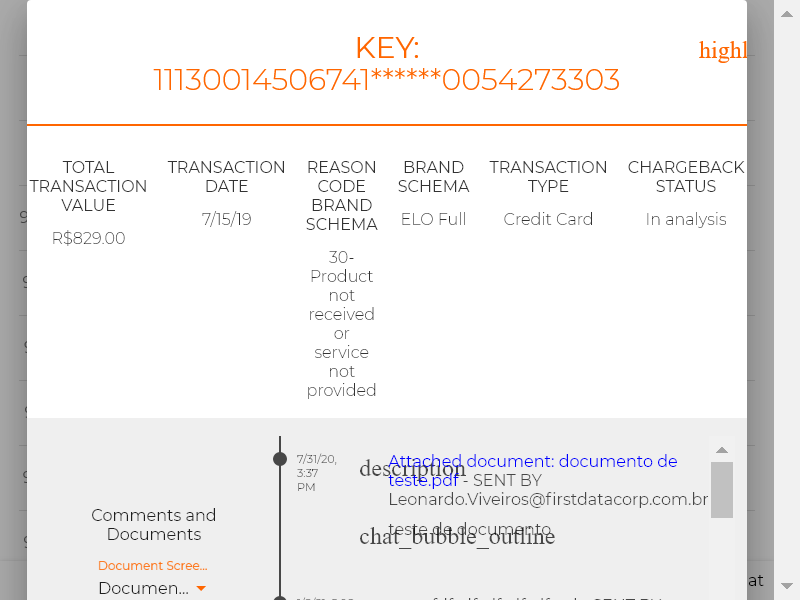 KEY:
11130014506741******0054273303
highl
TOTAL
TRANSACTION
VALUE
R$829.00
TRANSACTION
DATE
7/15/19
REASON
CODE
BRAND
SCHEMA
30-
Product
not
received
or
service
not
provided
BRAND
SCHEMA
ELO Full
TRANSACTION
TYPE
Credit Card
CHARGEBACK
STATUS
In analysis
Comments and
Documents
Document Scree...
Documen...
7/31/20,
3:37
PM
description
Attached document: documento de
teste.pdf - SENT BY
Leonardo.Viveiros@firstdatacorp.com.br
teste de documento
chat_bubble_outline
at